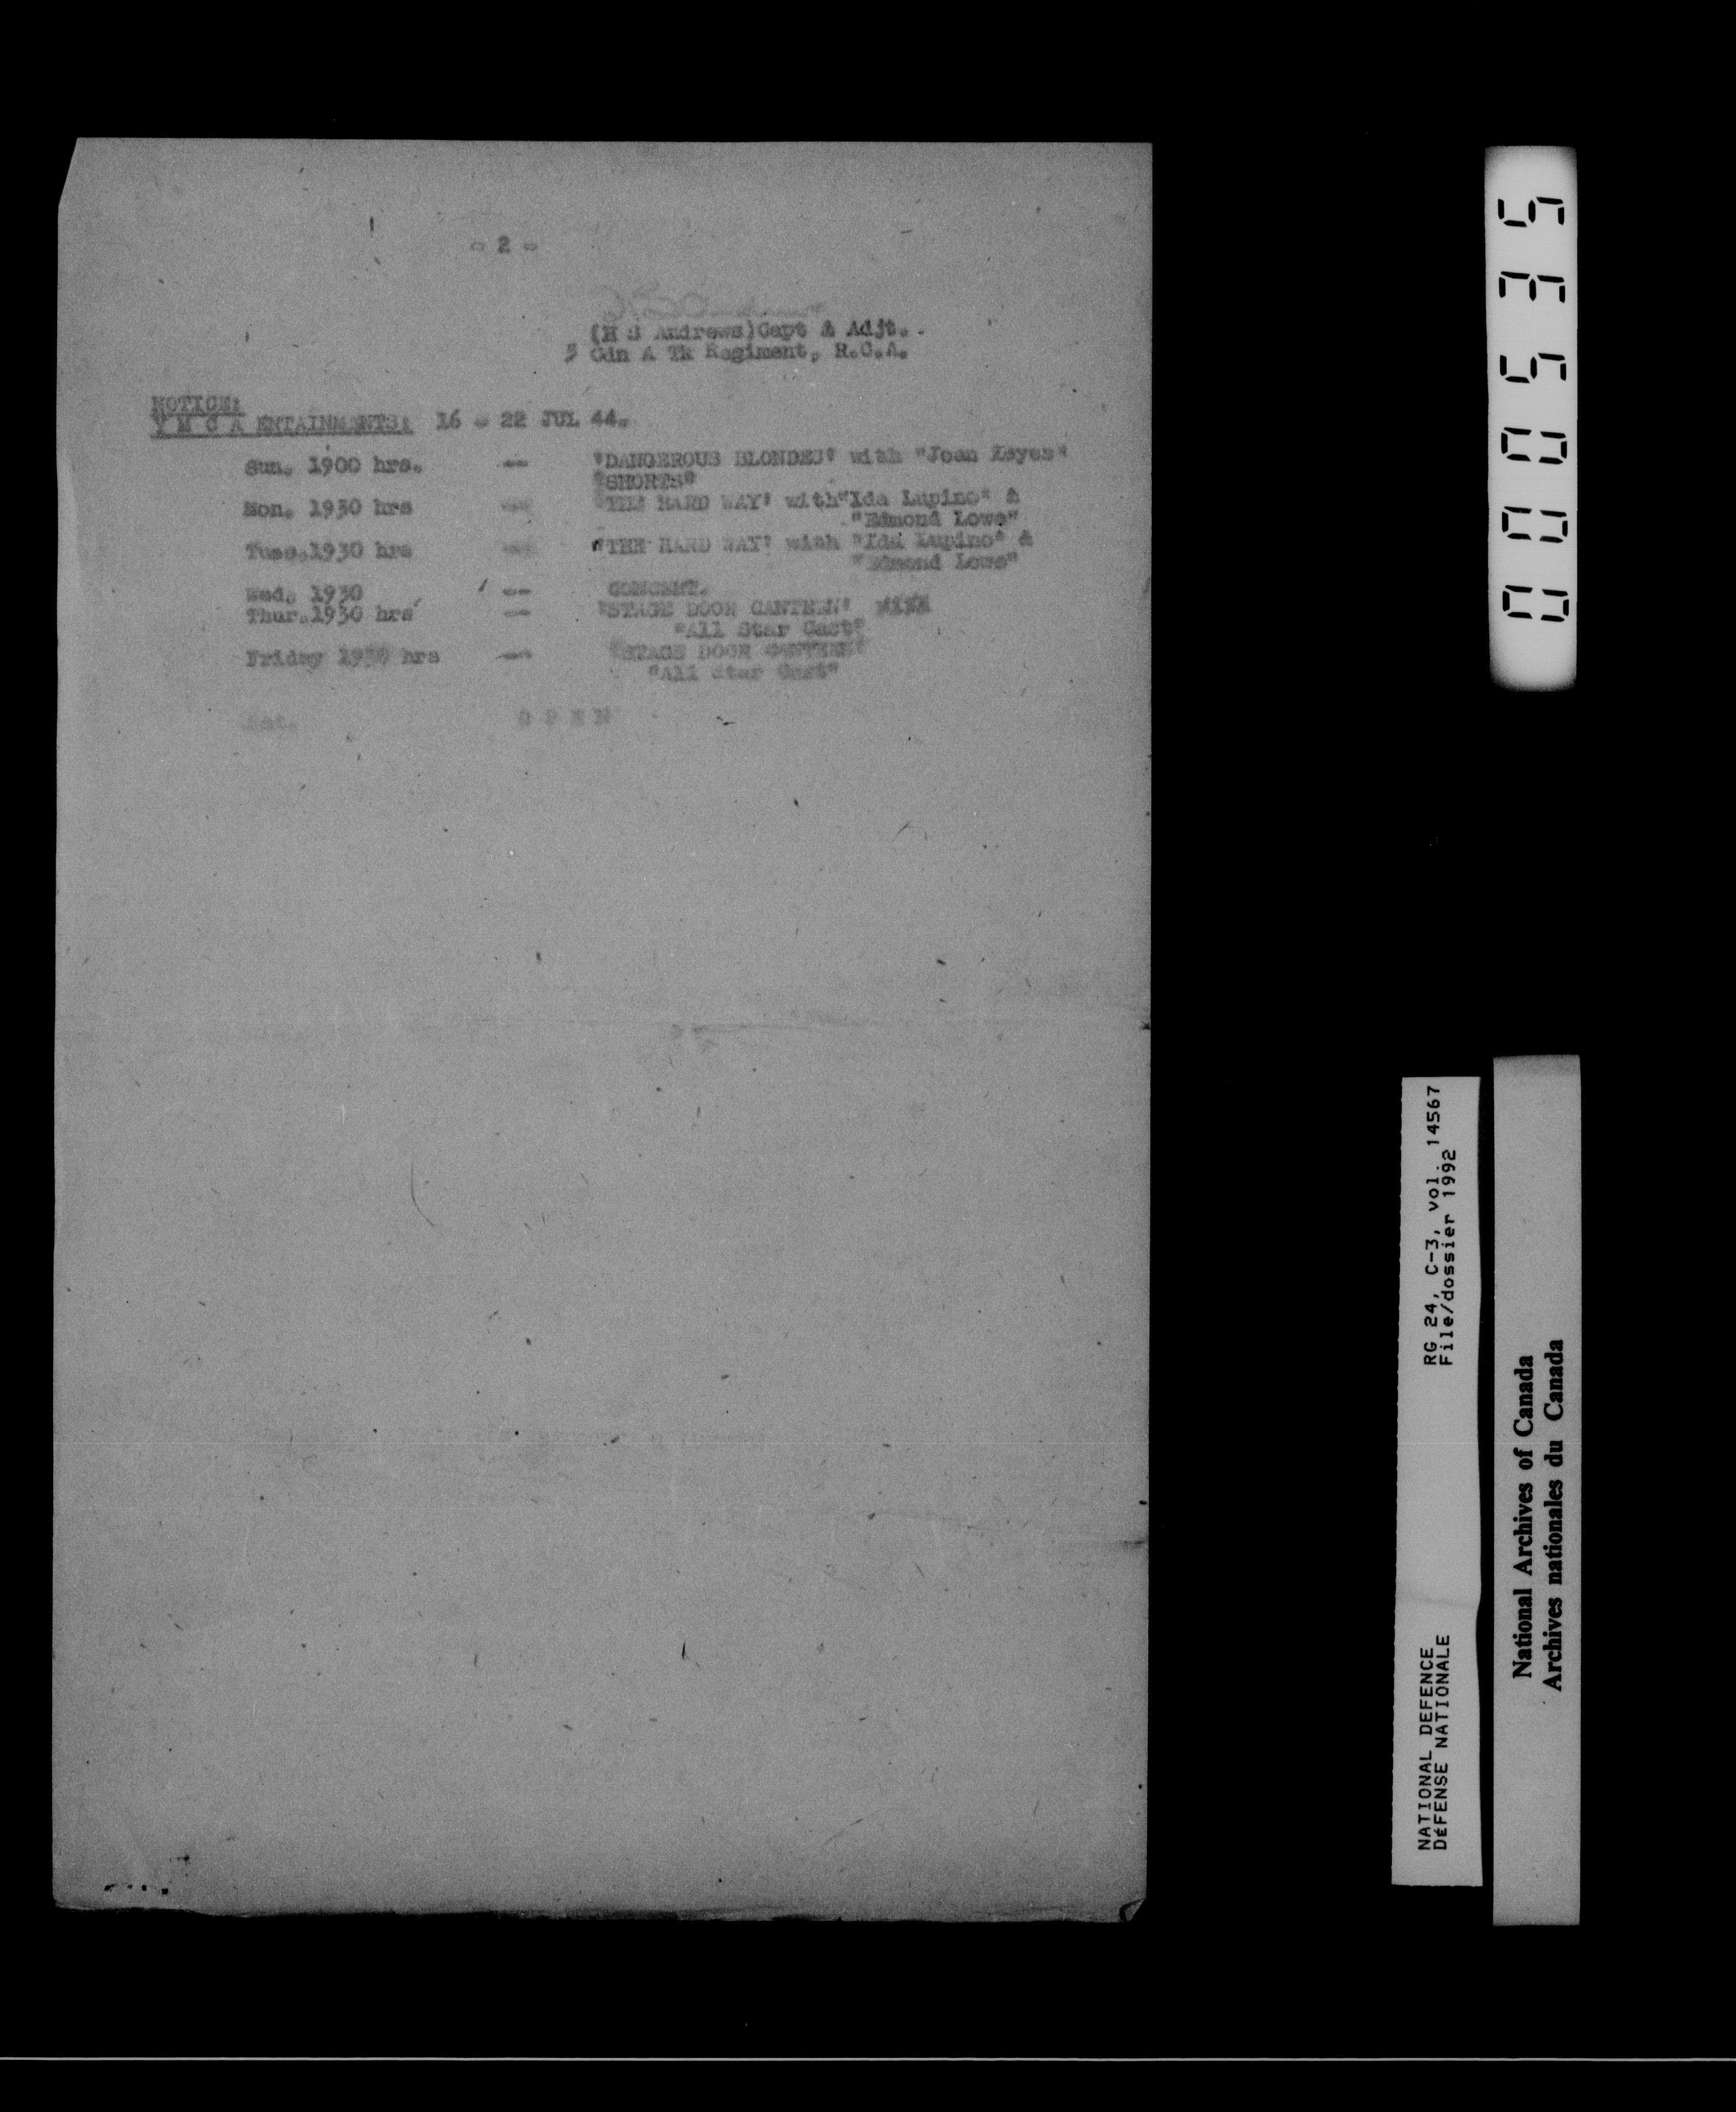 - 2 -
(H S Andrews)Capt & Adjt.
3 Cdn A Tk Regiment, R.C.A.
NOTICE:
Y M C A ENTAINMENTS: 16 - 22 JUL 44.
Sun. 1900 hrs. -- "DANGEROUS BLONDES" with "Joan Keyes"
"SHORTS"
Mon. 1930 hrs -- "THE HARD WAY" with"Ida Lupino" &
"Edmond Lowe"
Tues.1930 hrs -- "THE HARD WAY" with "Ida Lupino" &
"Edmond Lowe"
Wed. 1930 -- CONCERT.
Thur.1930 hrs -- "STAGE DOOR CANTEEN" WITH
"All Star Cast"
Friday 1930 hrs -- "STAGE DOOR CANTEEN"
"All Star Cast"
Sat. O P E N
000535
RG 24, C-3, vol. 14567
File/dossier 1992
NATIONAL DEFENCE
DéFENSE NATIONALE
National Archives of Canada
Archives nationales du Canada